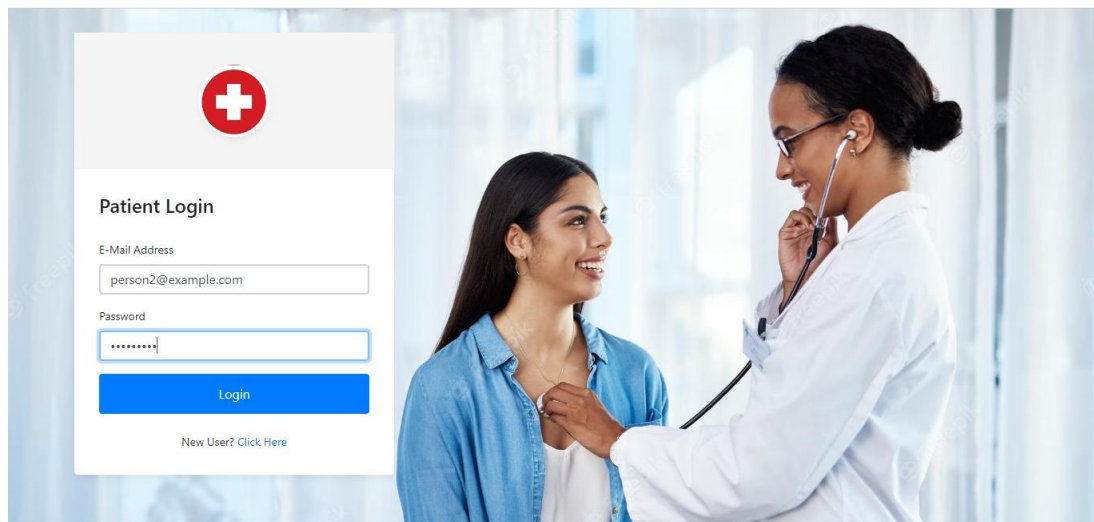 Patient Login
E-Mail Address
person2@example.com
Password
•••••••••
Login
New User? Click Here